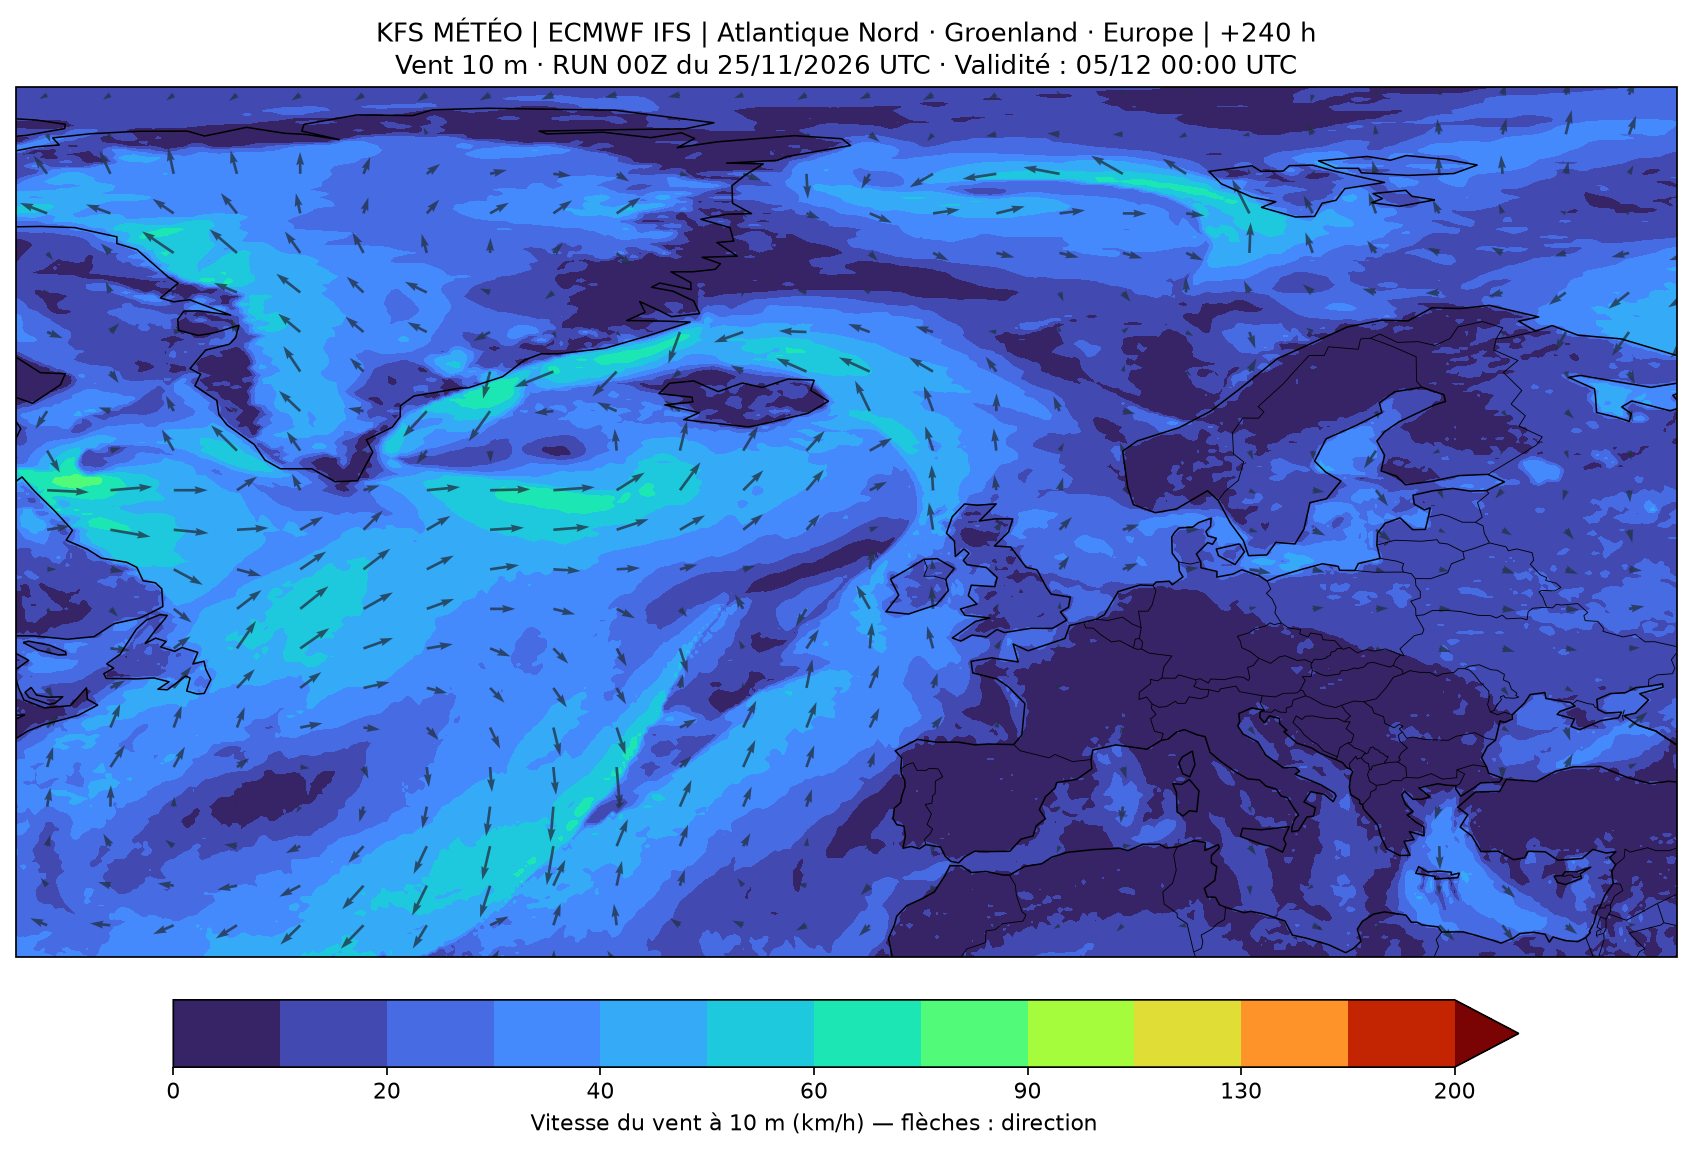 KFS MÉTÉO | ECMWF IFS | Atlantique Nord · Groenland · Europe | +240 h
Vent 10 m · RUN 00Z du 25/11/2026 UTC · Validité : 05/12 00:00 UTC
0 20 40 60 90 130 200
Vitesse du vent à 10 m (km/h) — flèches : direction